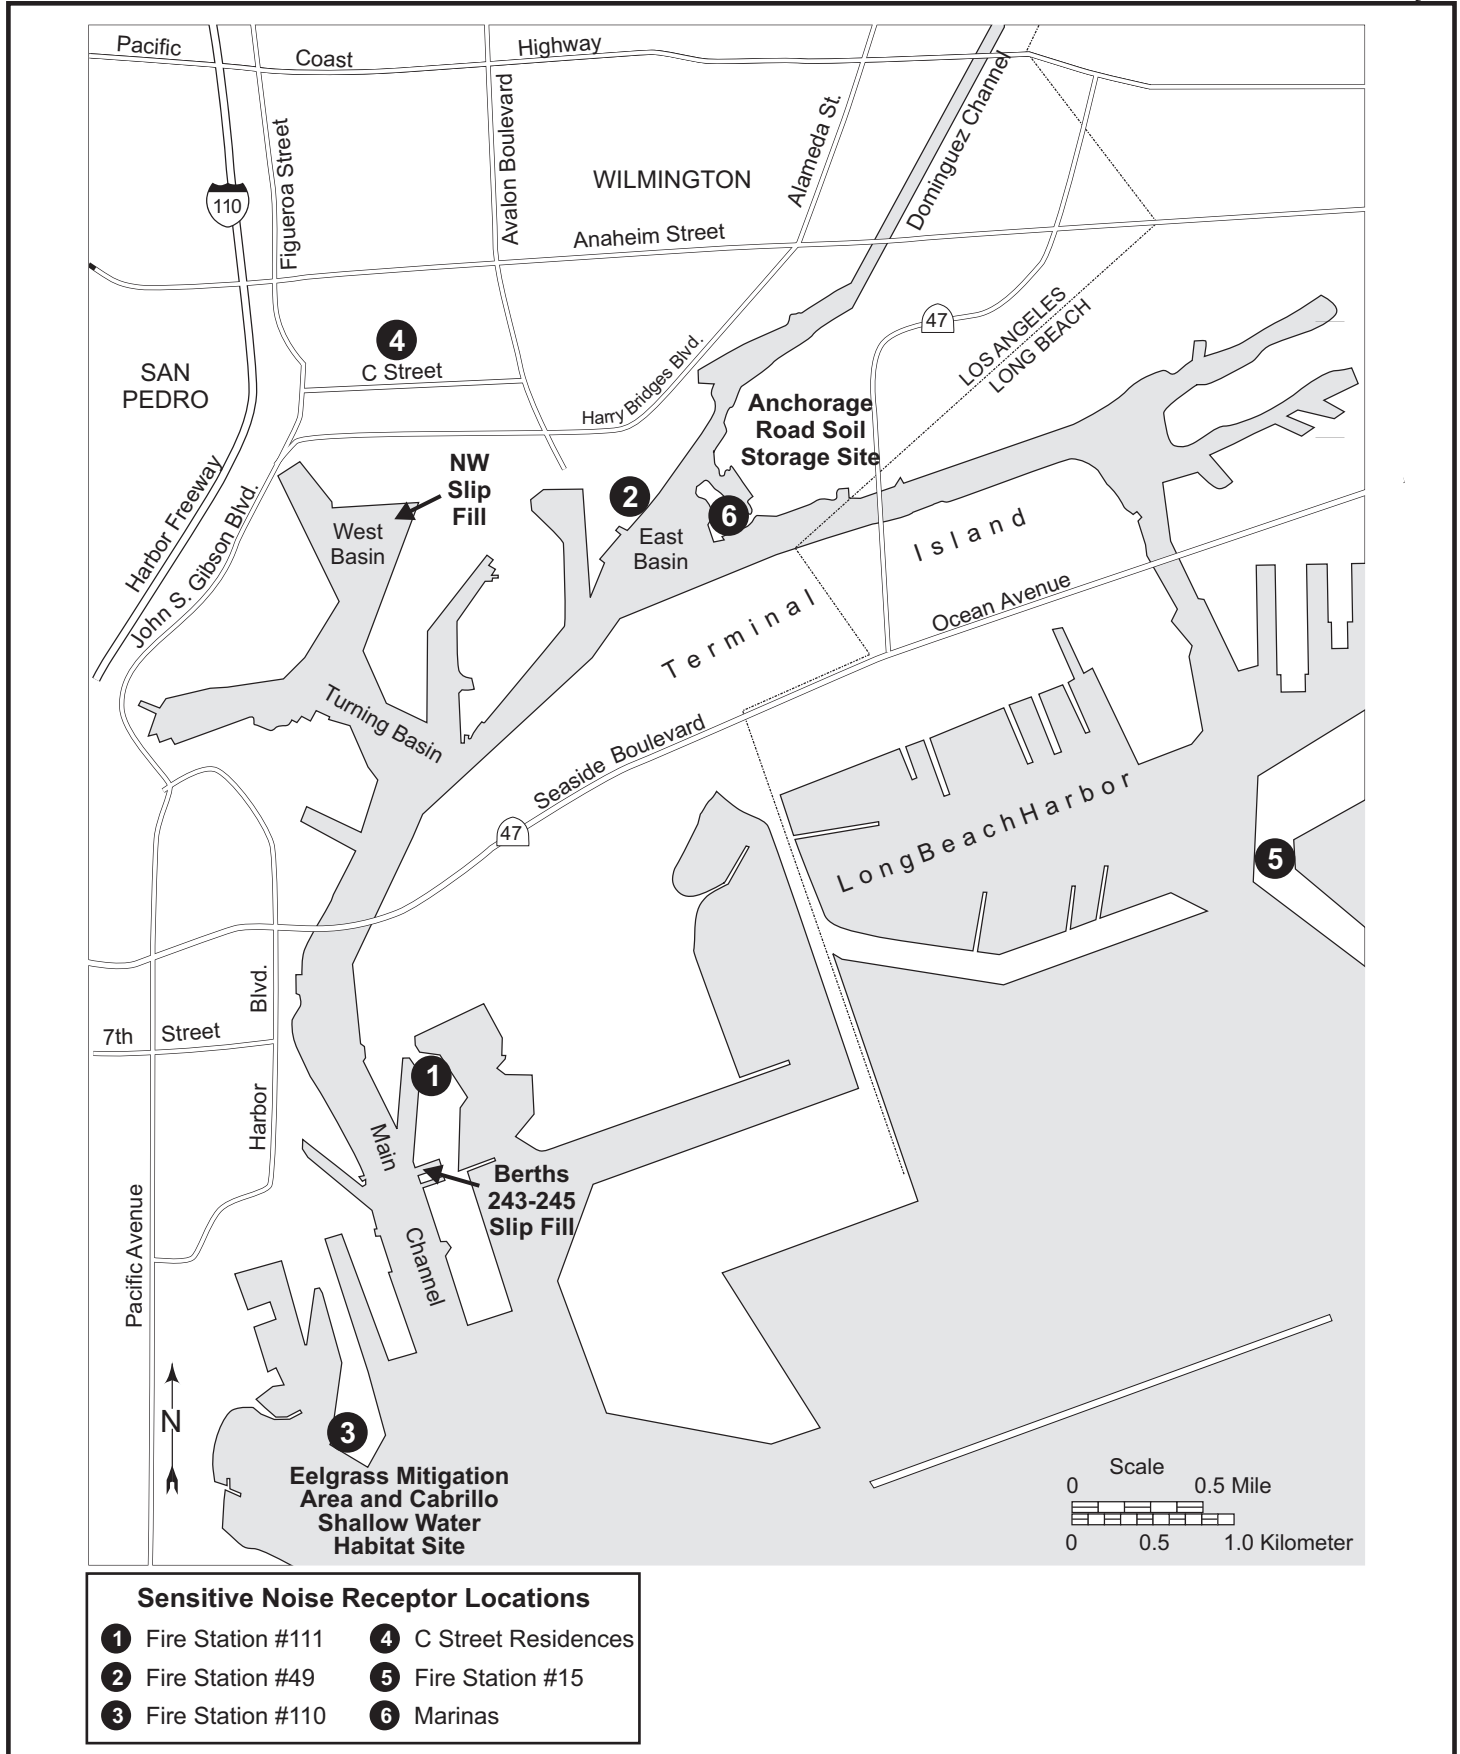 Pacific
Coast
Highway
Figueroa Street
Avalon Boulevard
Alameda St.
Dominguez Channel
WILMINGTON
110
Anaheim Street
47
LOS ANGELES
LONG BEACH
4
C Street
SAN
PEDRO
Harry Bridges Blvd.
Anchorage
Road Soil
Storage Site
NW
Slip
Fill
Harbor Freeway
John S. Gibson Blvd.
West
Basin
2
East
Basin
6
Island
Terminal
Ocean Avenue
Turning Basin
Seaside Boulevard
47
Long Beach Harbor
5
7th Street
Harbor Blvd.
1
Main
Channel
Berths
243-245
Slip Fill
Pacific Avenue
N
3
Eelgrass Mitigation
Area and Cabrillo
Shallow Water
Habitat Site
Scale
0 0.5 Mile
0 0.5 1.0 Kilometer
Sensitive Noise Receptor Locations
1 Fire Station #111
2 Fire Station #49
3 Fire Station #110
4 C Street Residences
5 Fire Station #15
6 Marinas